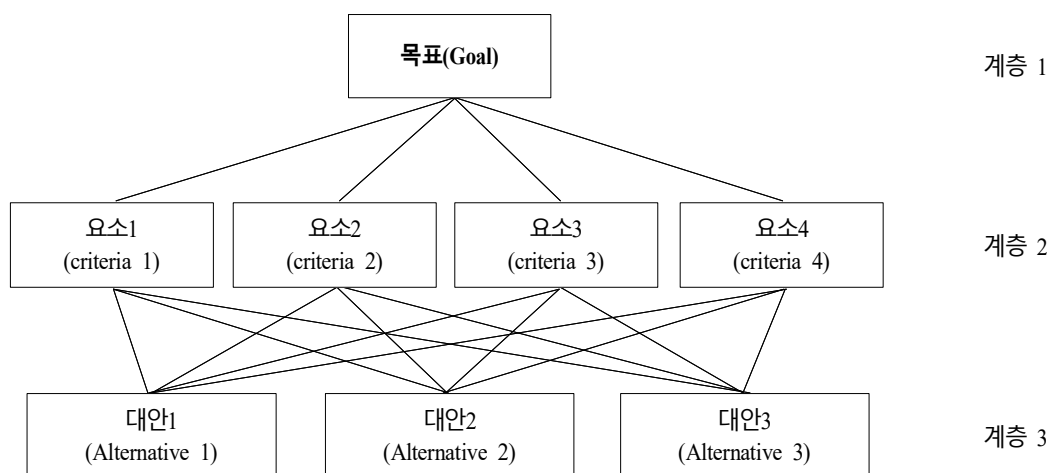 목표(Goal)
계층 1
요소1
(criteria 1)
요소2
(criteria 2)
요소3
(criteria 3)
요소4
(criteria 4)
계층 2
대안1
(Alternative 1)
대안2
(Alternative 2)
대안3
(Alternative 3)
계층 3